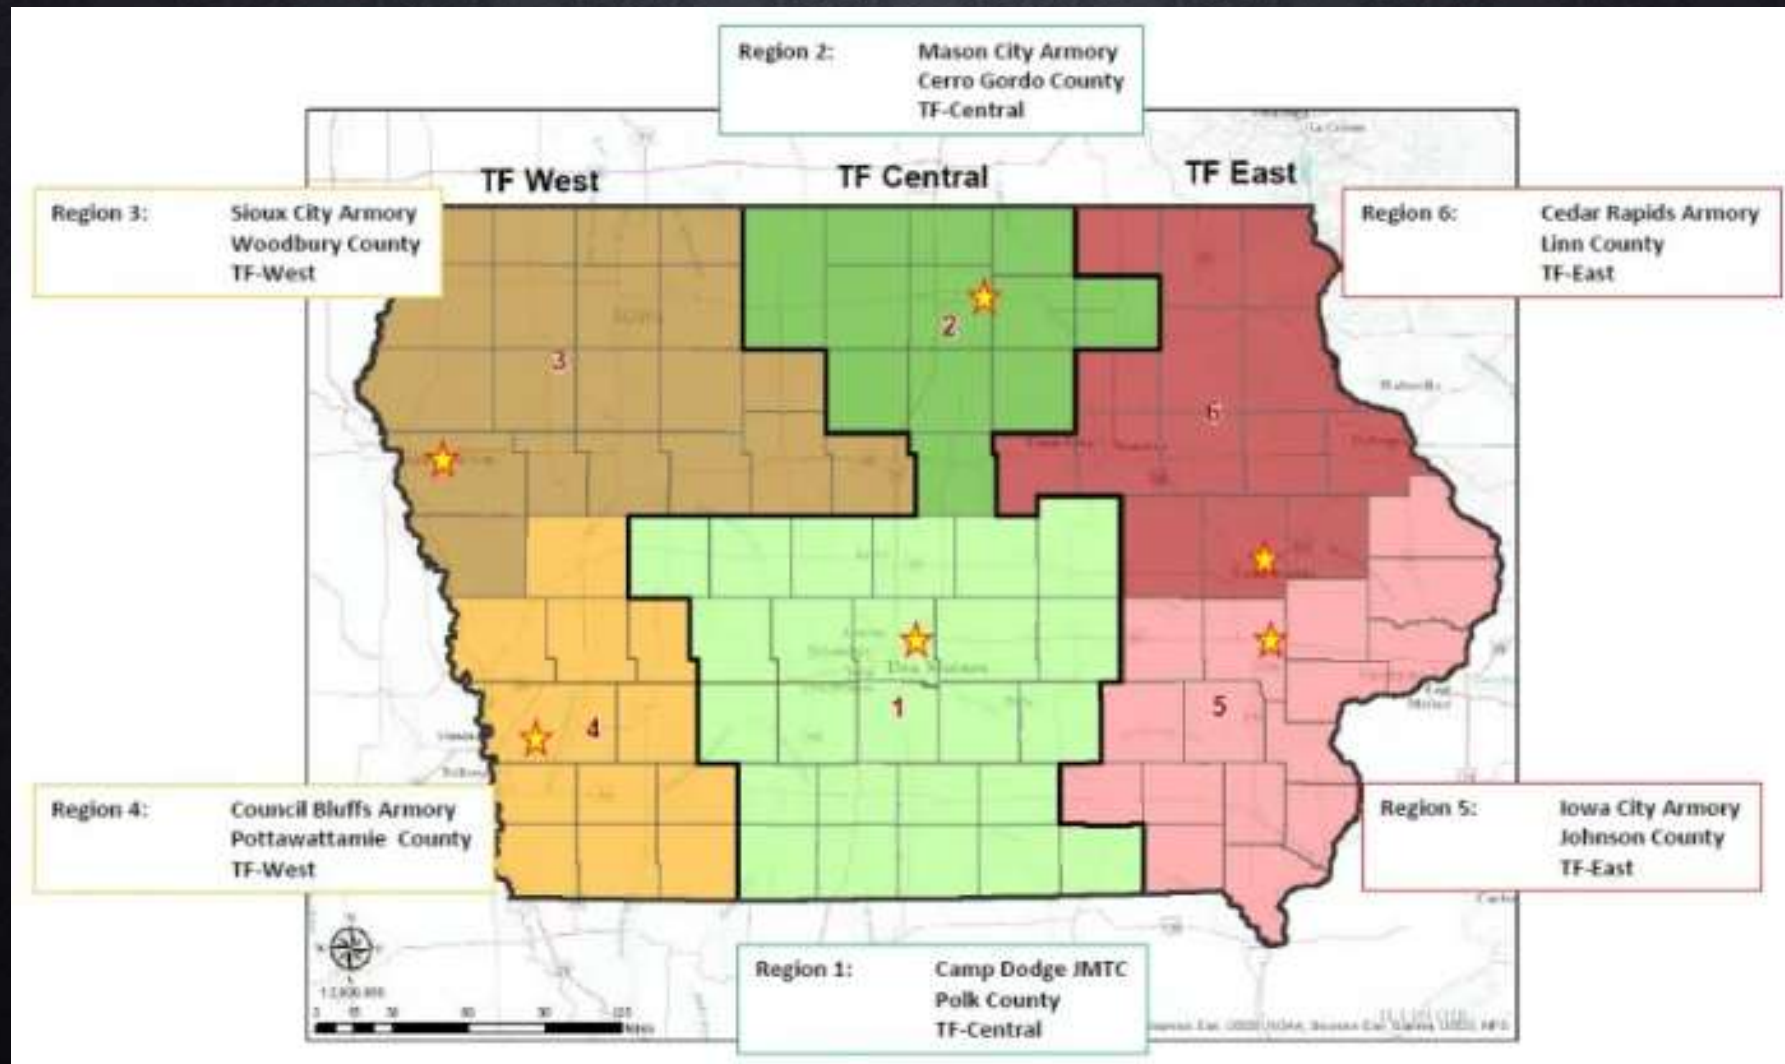 Region 2: Mason City Armory
Cerro Gordo County
TF-Central
TF West
TF Central
TF East
Region 3: Sioux City Armory
Woodbury County
TF-West
Region 6: Cedar Rapids Armory
Linn County
TF-East
2
3
6
Des Moines
1
5
4
Region 4: Council Bluffs Armory
Pottawattamie County
TF-West
Region 5: Iowa City Armory
Johnson County
TF-East
Region 1: Camp Dodge JMTC
Polk County
TF-Central